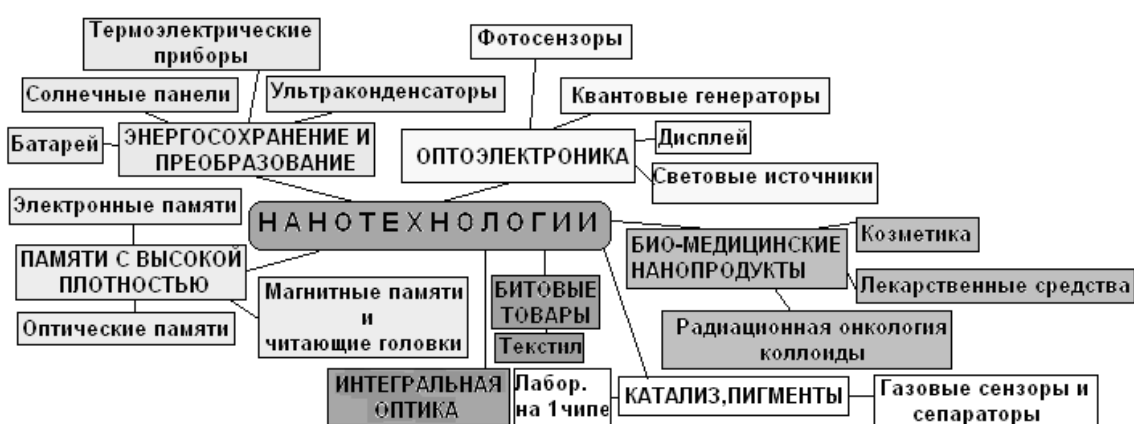 Термоэлектрические
приборы
Фотосензоры
Солнечные панели
Ультраконденсаторы
Квантовые генераторы
Батарей
ЭНЕРГОСОХРАНЕНИЕ И
ПРЕОБРАЗОВАНИЕ
ОПТОЭЛЕКТРОНИКА
Дисплей
Световые источники
Электронные памяти
НАНОТЕХНОЛОГИИ
ПАМЯТИ С ВЫСОКОЙ
ПЛОТНОСТЬЮ
БИО-МЕДИЦИНСКИЕ
НАНОПРОДУКТЫ
Козметика
Лекарственные средства
Оптические памяти
Магнитные памяти
и
читающие головки
БИТОВЫЕ
ТОВАРЫ
Текстил
Радиационная онкология
коллоиды
ИНТЕГРАЛЬНАЯ
ОПТИКА
Лабор.
на 1чипе
КАТАЛИЗ,ПИГМЕНТЫ
Газовые сензоры и
сепараторы